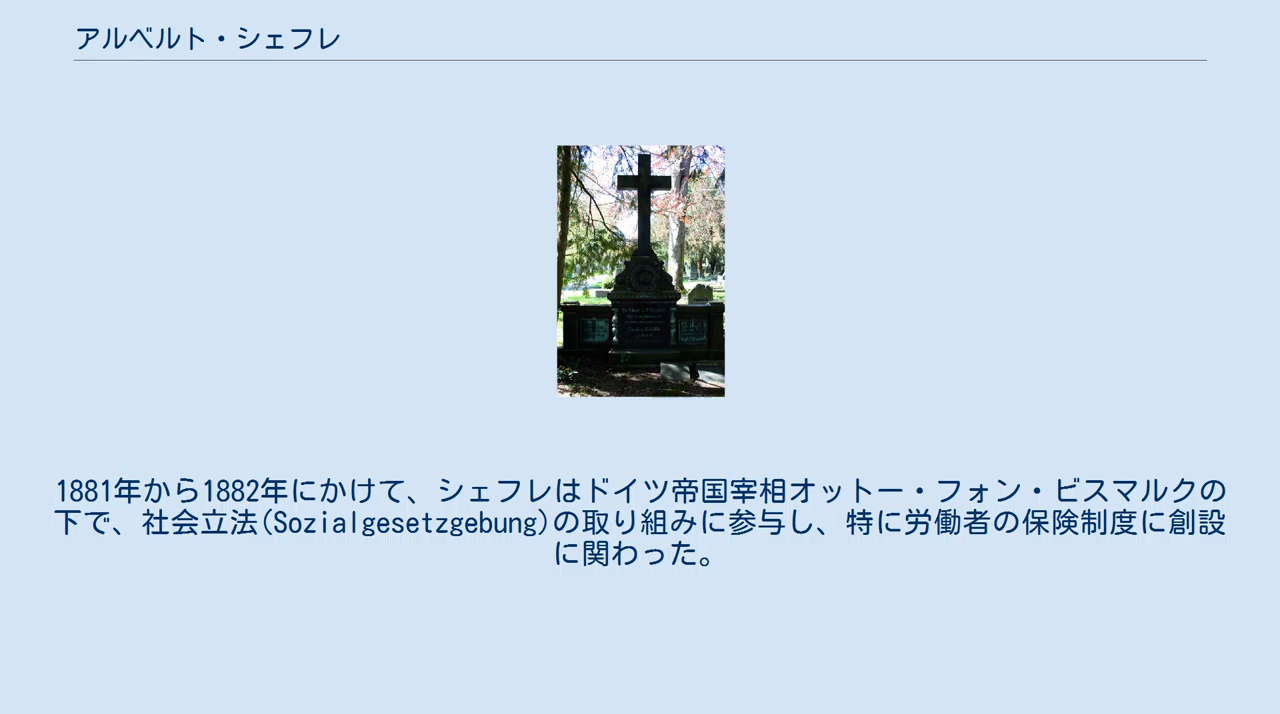 アルベルト・シェフレ
1881年から1882年にかけて、シェフレはドイツ帝国宰相オットー・フォン・ビスマルクの
下で、社会立法(Sozialgesetzgebung)の取り組みに参与し、特に労働者の保険制度に創設
に関わった。